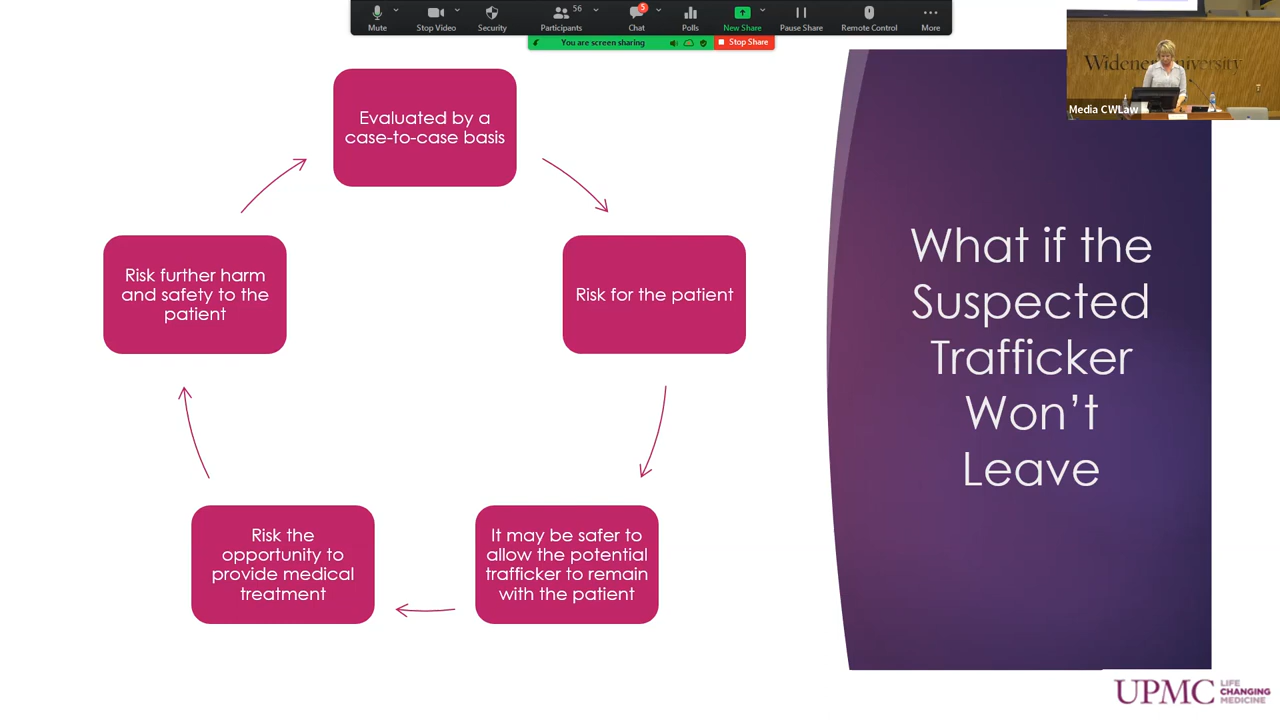 Mute
Stop Video
Security
Participants
56
Chat
5
Polls
New Share
Pause Share
Remote Control
More
You are screen sharing
Stop Share
Widener University
Media CWLaw
Evaluated by a
case-to-case basis
Risk for the patient
It may be safer to
allow the potential
trafficker to remain
with the patient
Risk the
opportunity to
provide medical
treatment
Risk further harm
and safety to the
patient
What if the
Suspected
Trafficker
Won't
Leave
UPMC
LIFE
CHANGING
MEDICINE